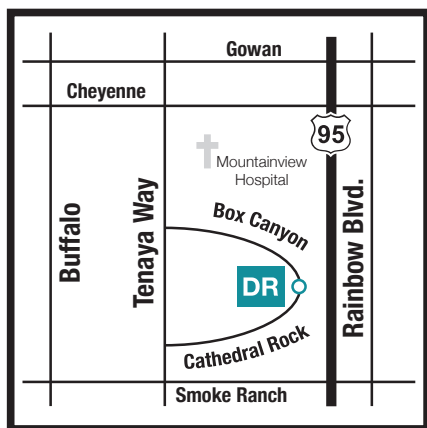 Gowan
Cheyenne
95
Mountainview
Hospital
Buffalo
Tenaya Way
Box Canyon
DR
Rainbow Blvd.
Cathedral Rock
Smoke Ranch